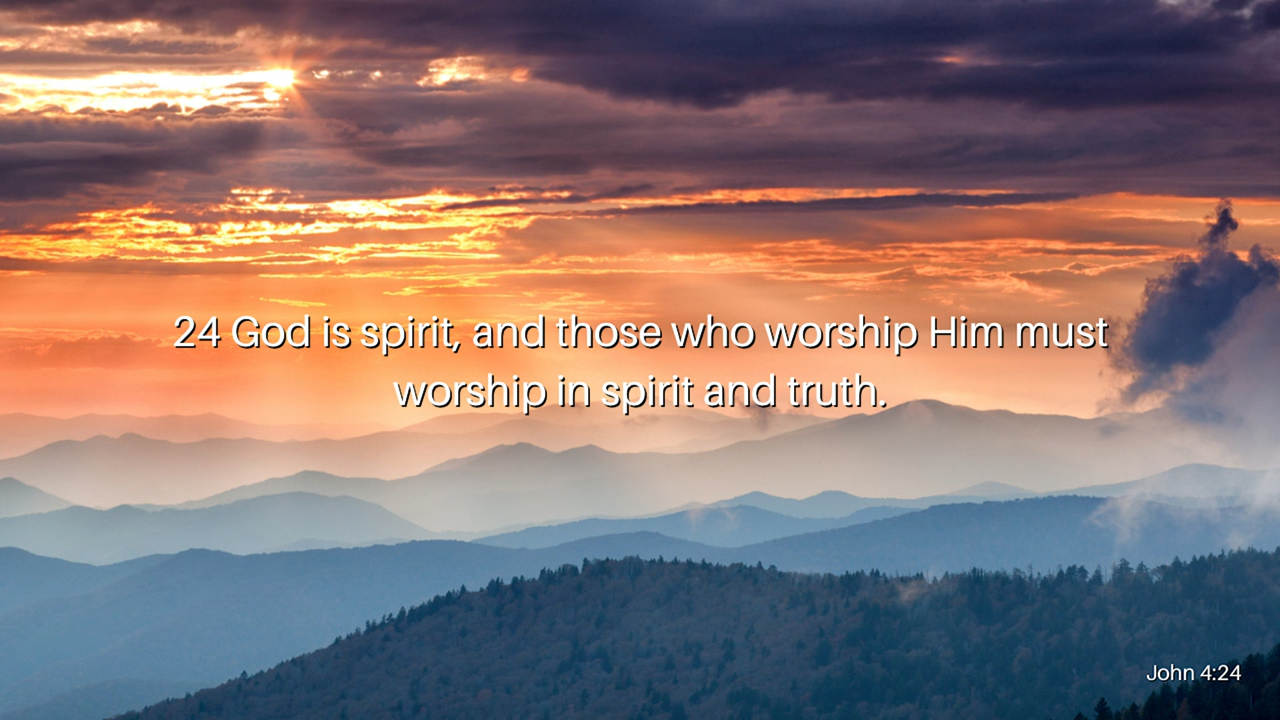 24 God is spirit, and those who worship Him must
worship in spirit and truth.
John 4:24